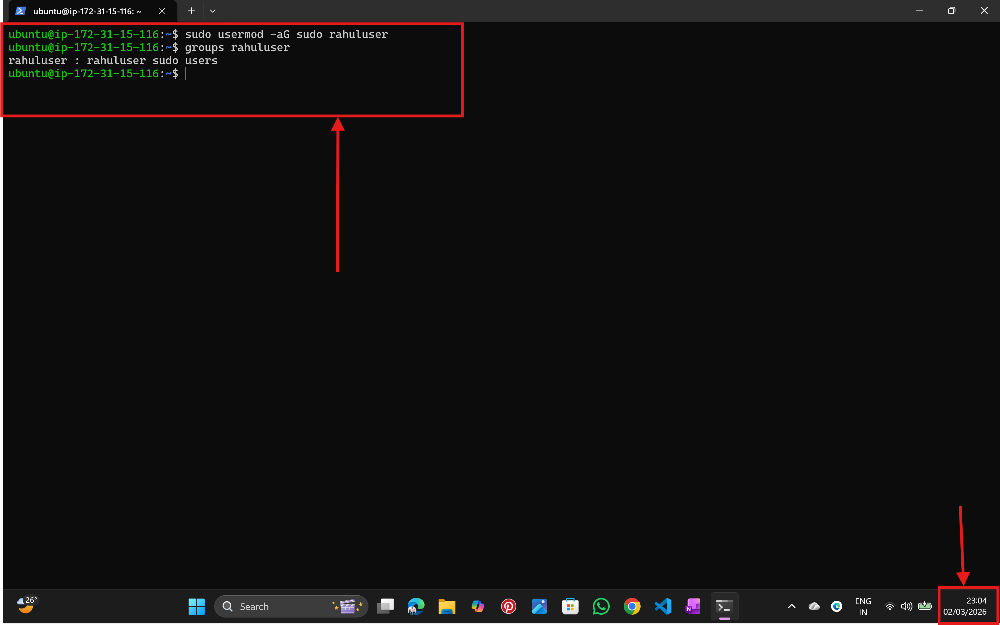 ubuntu@ip-172-31-15-116: ~
ubuntu@ip-172-31-15-116:~$ sudo usermod -aG sudo rahuluser
ubuntu@ip-172-31-15-116:~$ groups rahuluser
rahuluser : rahuluser sudo users
ubuntu@ip-172-31-15-116:~$
26°
Search
ENG
IN
23:04
02/03/2026